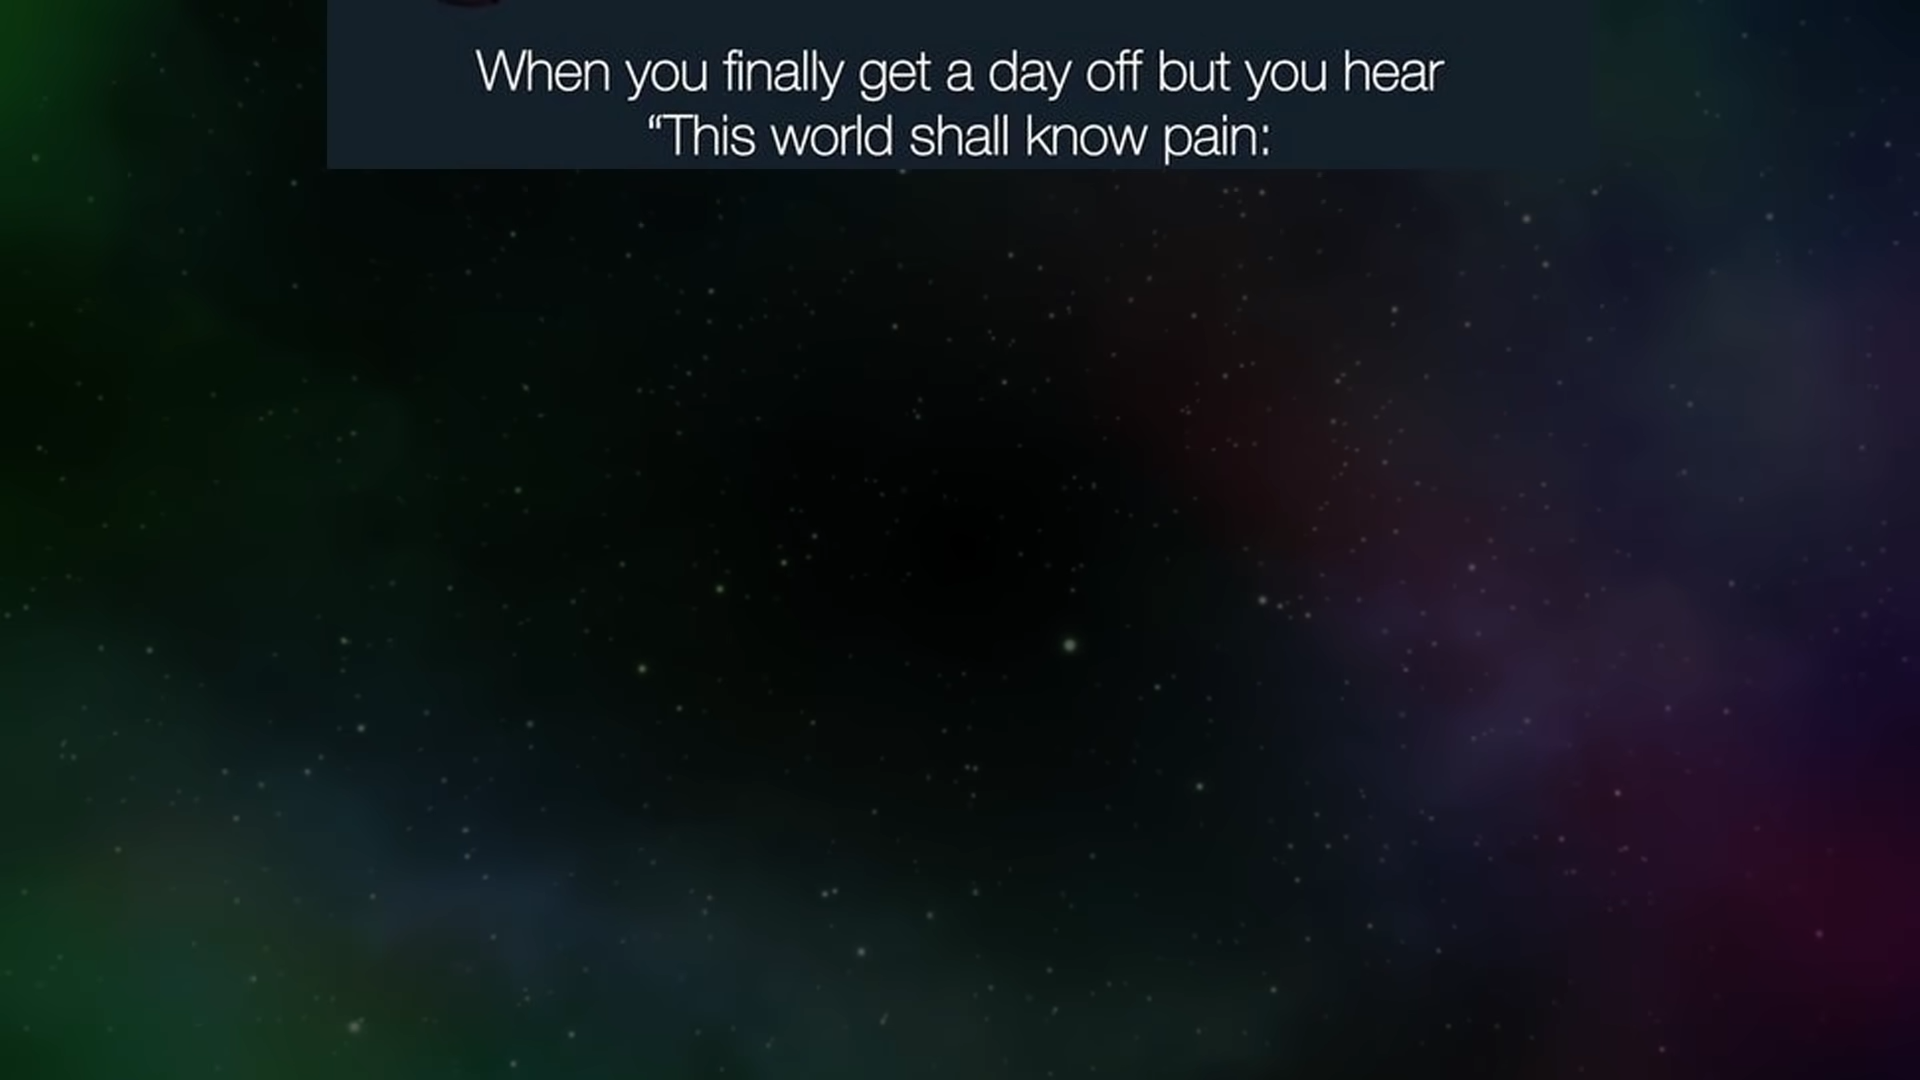 When you finally get a day off but you hear
“This world shall know pain: